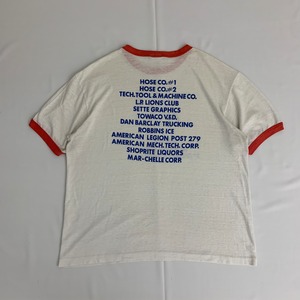 HOSE CO.#1
HOSE CO.#2
TECH.TOOL & MACHINE CO.
L.P. LIONS CLUB
SETTE GRAPHICS
TOWACO V.F.D.
DAN BARCLAY TRUCKING
ROBBINS ICE
AMERICAN LEGION POST 279
AMERICAN MECH. TECH. CORP.
SHOPRITE LIQUORS
MAR-CHELLE CORP.